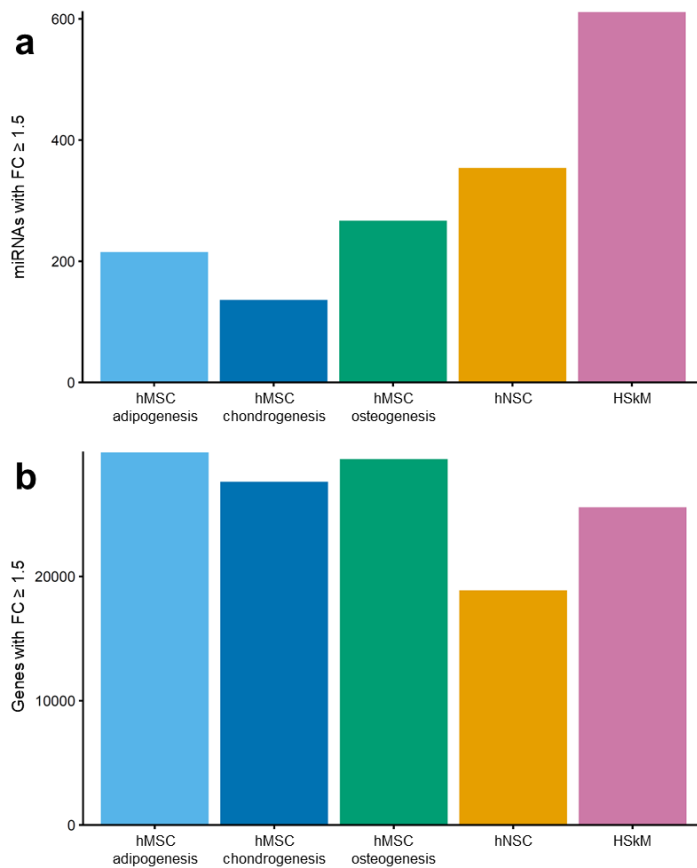 a
miRNAs with FC ≥ 1.5
600
400
200
0
hMSC adipogenesis
hMSC chondrogenesis
hMSC osteogenesis
hNSC
HSkM
b
Genes with FC ≥ 1.5
20000
10000
0
hMSC adipogenesis
hMSC chondrogenesis
hMSC osteogenesis
hNSC
HSkM